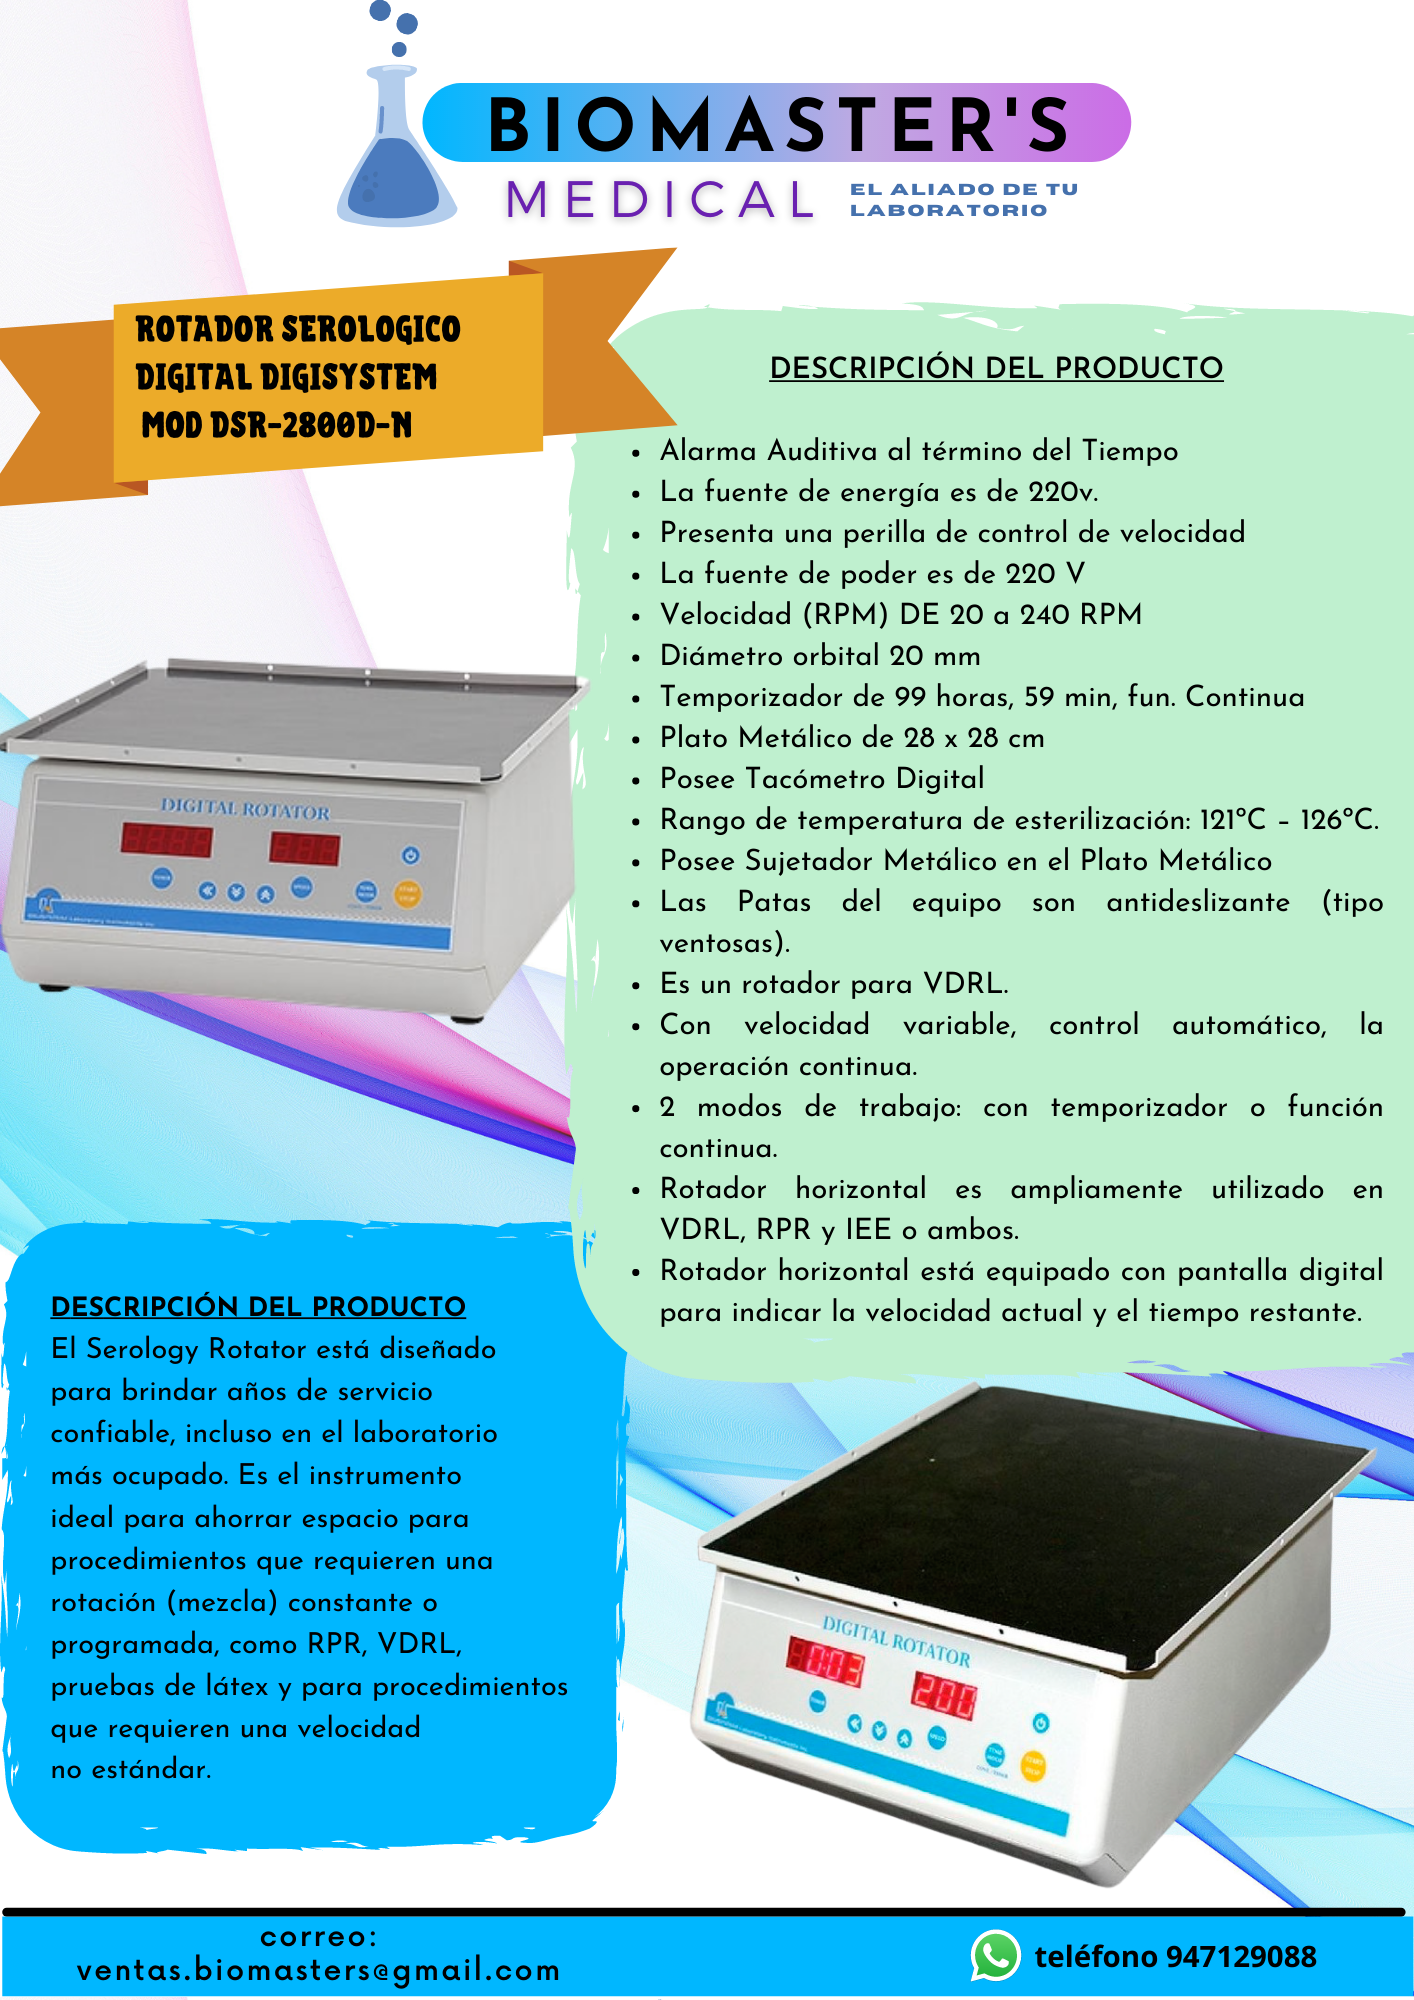 BIOMASTER'S
MEDICAL
EL ALIADO DE TU
LABORATORIO
ROTADOR SEROLOGICO
DIGITAL DIGISYSTEM
MOD DSR-2800D-N
DESCRIPCIÓN DEL PRODUCTO
• Alarma Auditiva al término del Tiempo
• La fuente de energía es de 220v.
• Presenta una perilla de control de velocidad
• La fuente de poder es de 220 V
• Velocidad (RPM) DE 20 a 240 RPM
• Diámetro orbital 20 mm
• Temporizador de 99 horas, 59 min, fun. Continua
• Plato Metálico de 28 x 28 cm
• Posee Tacómetro Digital
• Rango de temperatura de esterilización: 121ºC – 126ºC.
• Posee Sujetador Metálico en el Plato Metálico
• Las Patas del equipo son antideslizante (tipo
ventosas).
• Es un rotador para VDRL.
• Con velocidad variable, control automático, la
operación continua.
• 2 modos de trabajo: con temporizador o función
continua.
• Rotador horizontal es ampliamente utilizado en
VDRL, RPR y IEE o ambos.
• Rotador horizontal está equipado con pantalla digital
para indicar la velocidad actual y el tiempo restante.
DIGITAL ROTATOR
DESCRIPCIÓN DEL PRODUCTO
El Serology Rotator está diseñado
para brindar años de servicio
confiable, incluso en el laboratorio
más ocupado. Es el instrumento
ideal para ahorrar espacio para
procedimientos que requieren una
rotación (mezcla) constante o
programada, como RPR, VDRL,
pruebas de látex y para procedimientos
que requieren una velocidad
no estándar.
DIGITAL ROTATOR
0:03
200
correo:
ventas.biomasters@gmail.com
teléfono 947129088